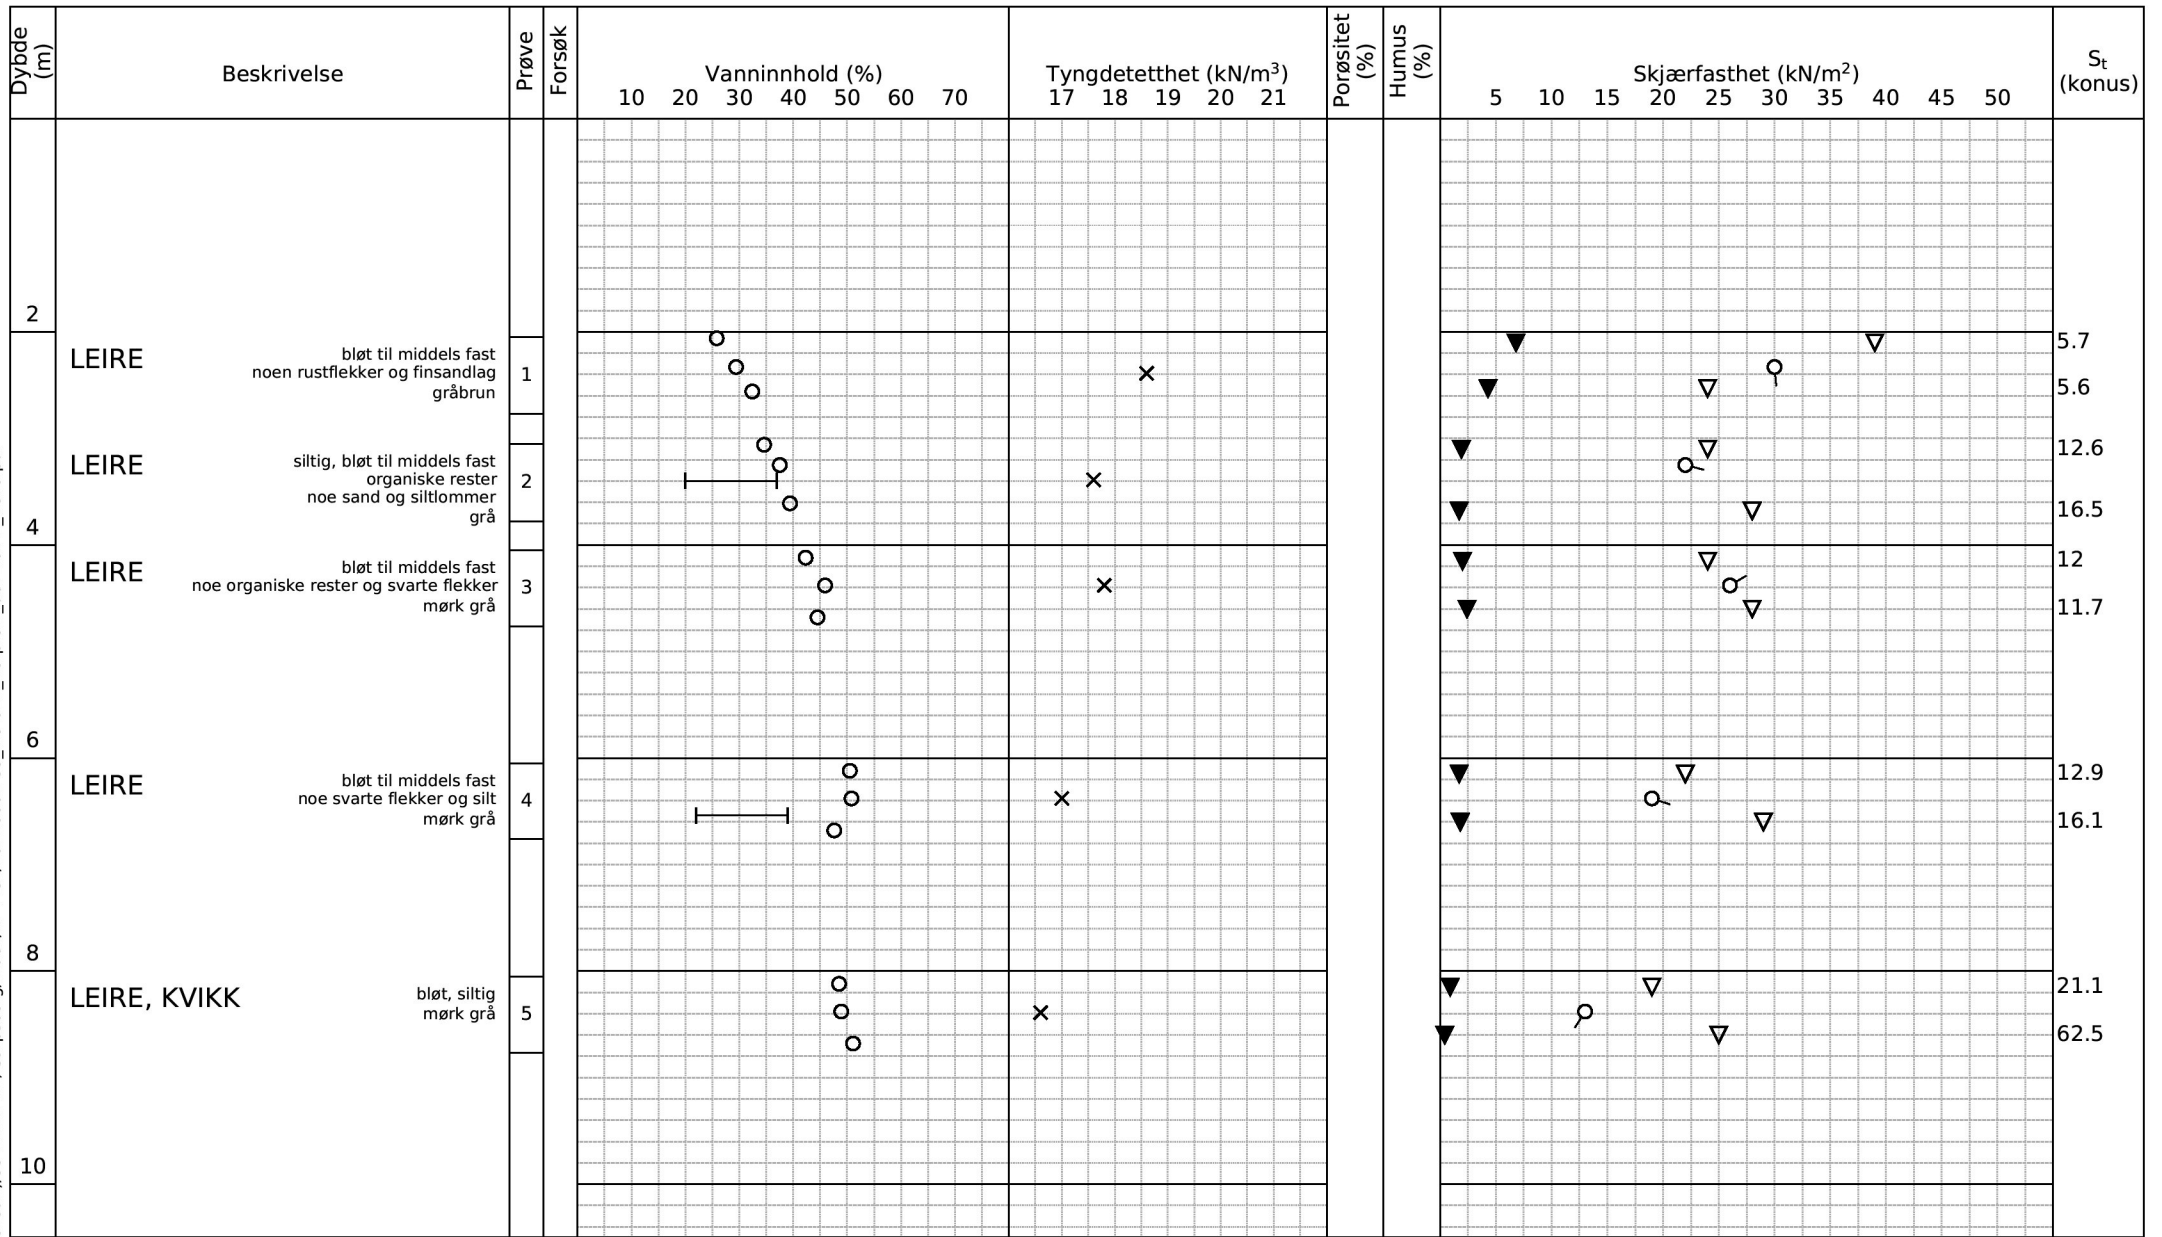 Dybde (m)
Beskrivelse
Prøve
Forsøk
Vanninnhold (%)
10 20 30 40 50 60 70
Tyngdetetthet (kN/m³)
17 18 19 20 21
Porøsitet (%)
Humus (%)
Skjærfasthet (kN/m²)
5 10 15 20 25 30 35 40 45 50
Sₜ
(konus)
2
LEIRE
bløt til middels fast
noen rustflekker og finsandlag
gråbrun
1
5.7
5.6
LEIRE
siltig, bløt til middels fast
organiske rester
noe sand og siltlommer
grå
2
12.6
16.5
4
LEIRE
bløt til middels fast
noe organiske rester og svarte flekker
mørk grå
3
12
11.7
6
LEIRE
bløt til middels fast
noe svarte flekker og silt
mørk grå
4
12.9
16.1
8
LEIRE, KVIKK
bløt, siltig
mørk grå
5
21.1
62.5
10